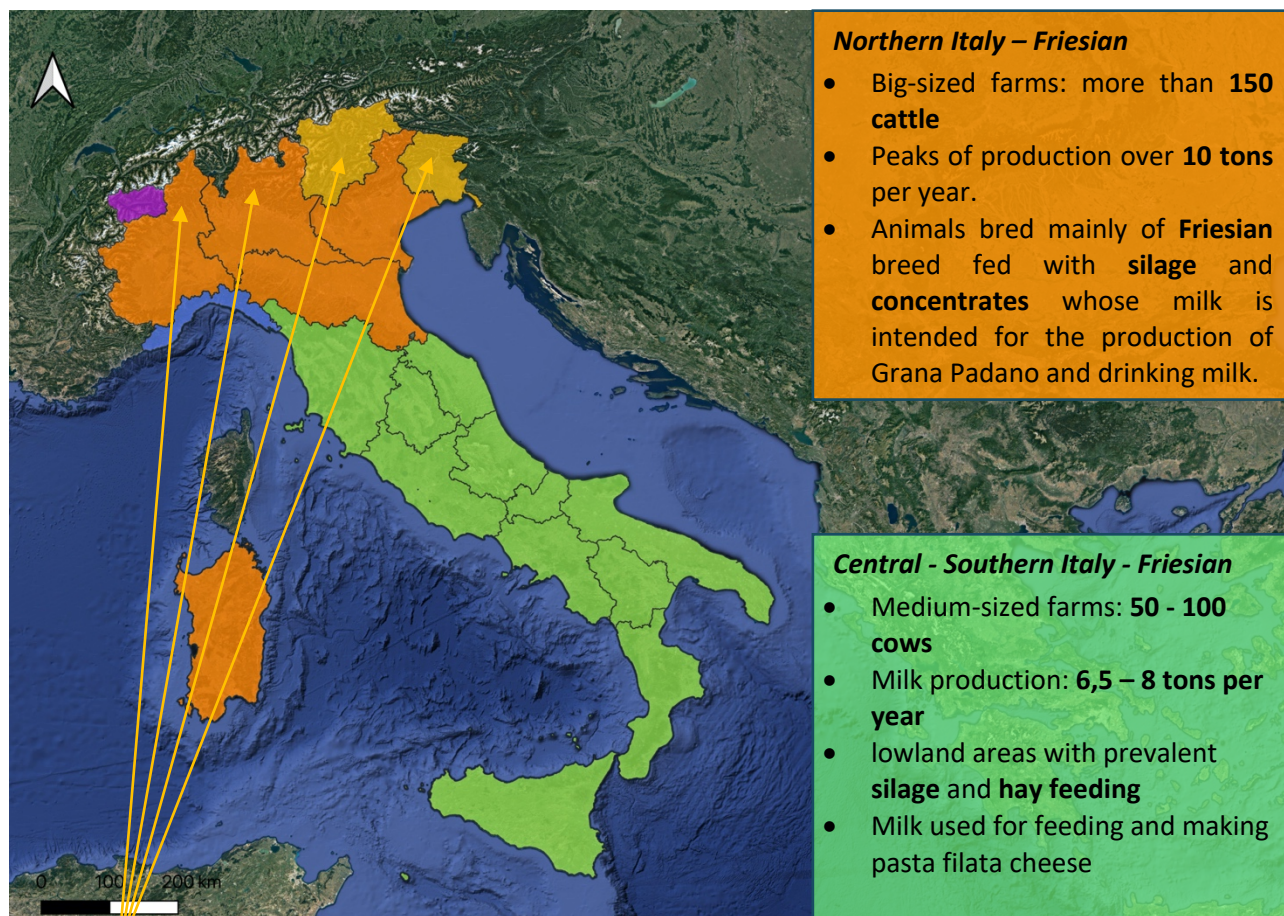 Northern Italy – Friesian
• Big-sized farms: more than 150
cattle
• Peaks of production over 10 tons
per year.
• Animals bred mainly of Friesian
breed fed with silage and
concentrates whose milk is
intended for the production of
Grana Padano and drinking milk.
Central - Southern Italy - Friesian
• Medium-sized farms: 50 - 100
cows
• Milk production: 6,5 – 8 tons per
year
• lowland areas with prevalent
silage and hay feeding
• Milk used for feeding and making
pasta filata cheese
0 100 200 km